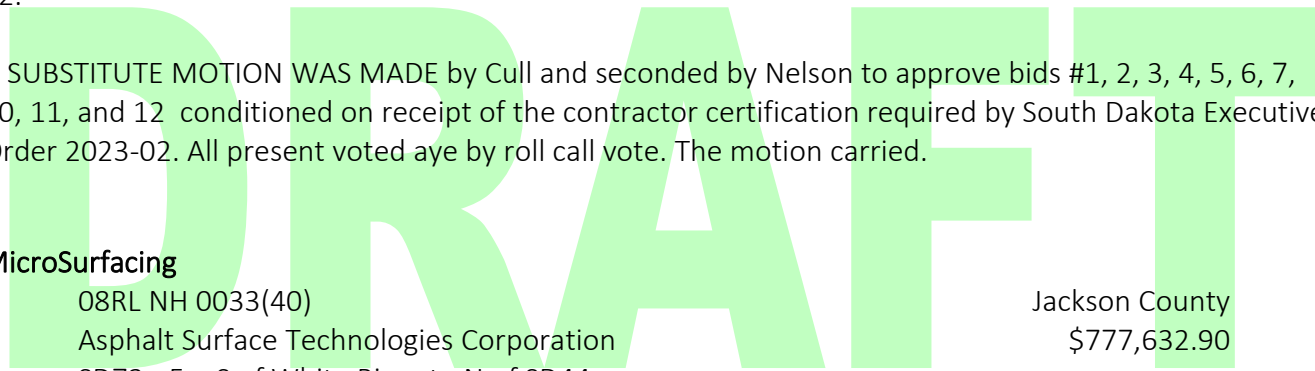 2.
SUBSTITUTE MOTION WAS MADE by Cull and seconded by Nelson to approve bids #1, 2, 3, 4, 5, 6, 7,
0, 11, and 12 conditioned on receipt of the contractor certification required by South Dakota Executive
Order 2023-02. All present voted aye by roll call vote. The motion carried.
MicroSurfacing
08RL NH 0033(40) Jackson County
Asphalt Surface Technologies Corporation $777,632.90
DRAFT